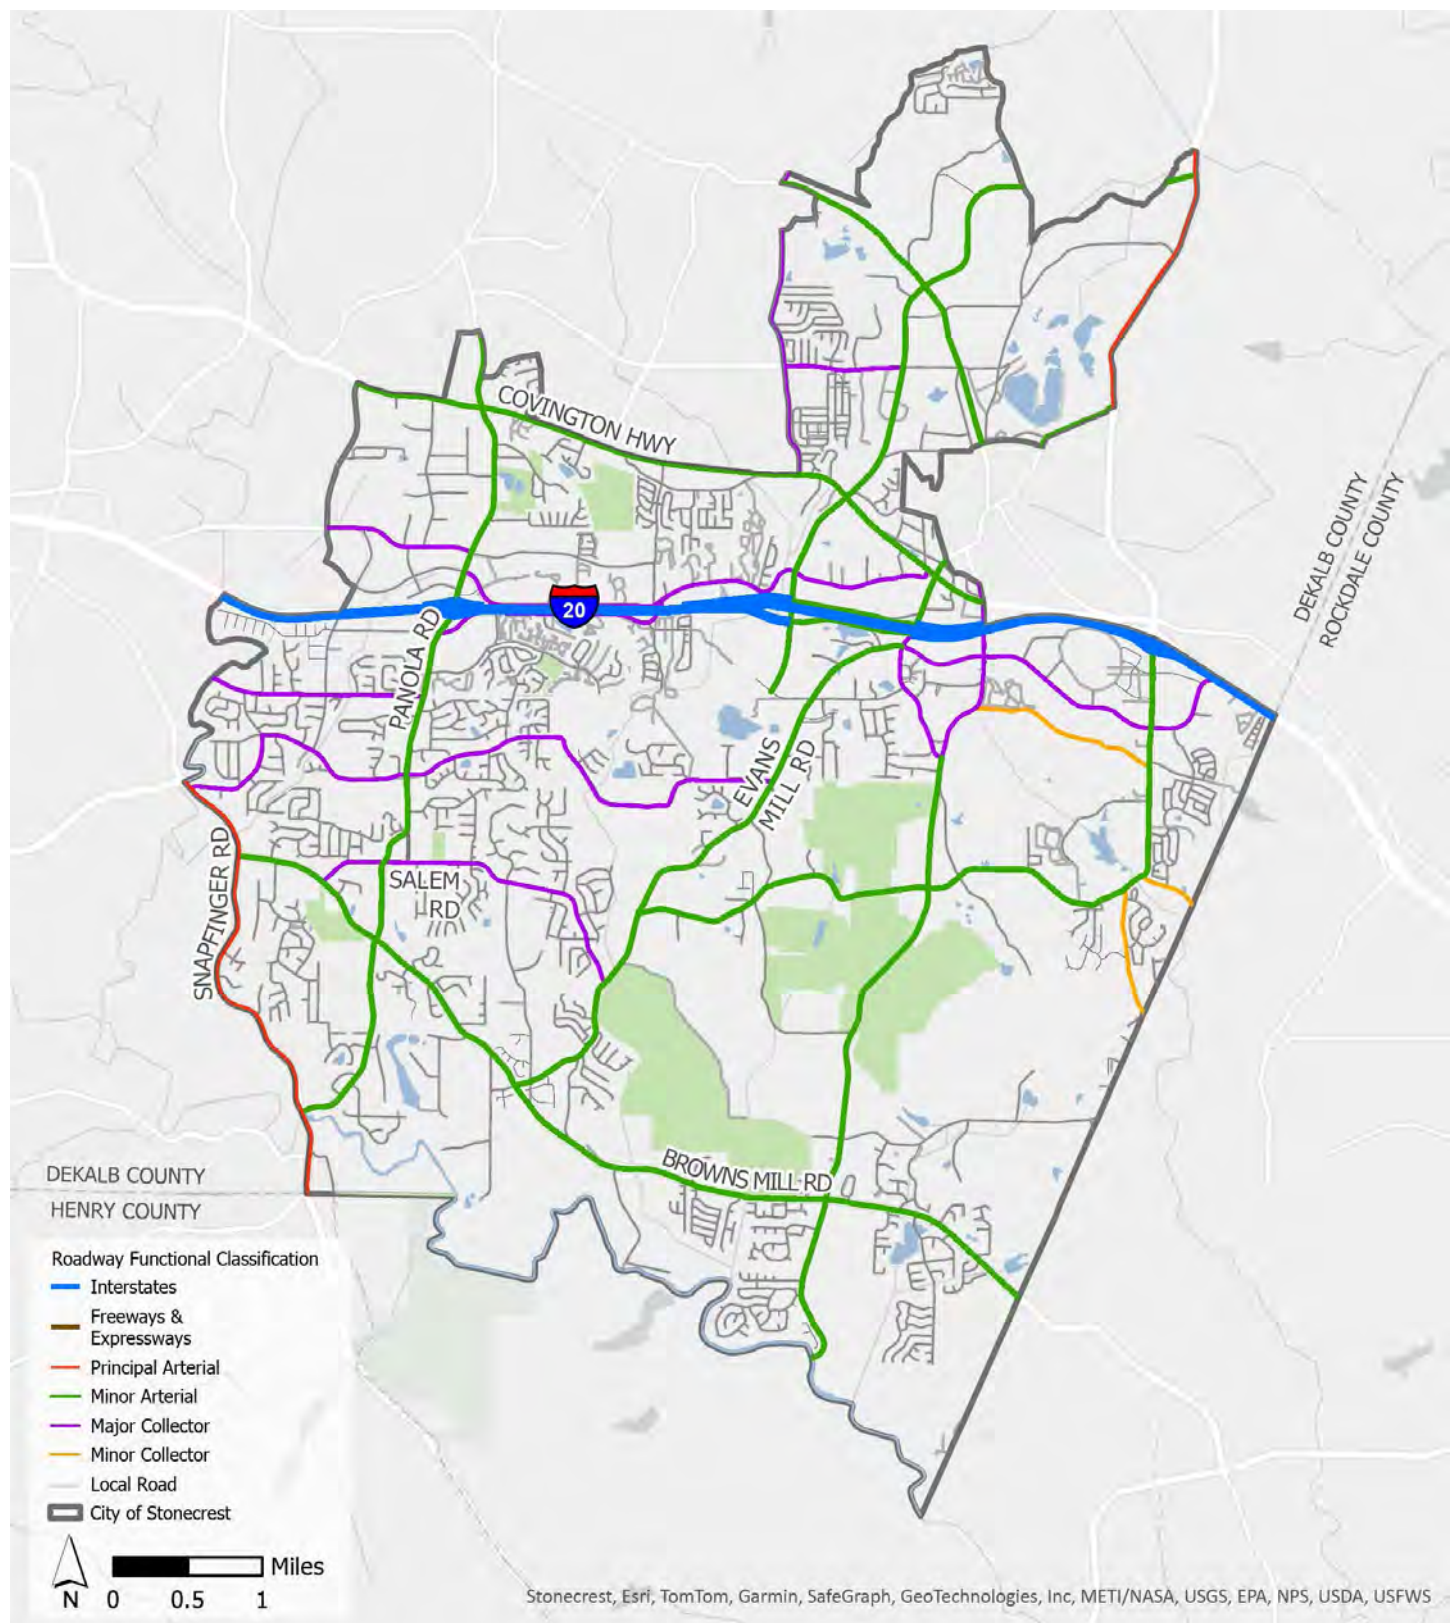 COVINGTON HWY
DEKALB COUNTY
ROCKDALE COUNTY
20
PANOLA RD
EVANS
MILL RD
SNAPFINGER RD
SALEM
RD
BROWNS MILL RD
DEKALB COUNTY
HENRY COUNTY
Roadway Functional Classification
Interstates
Freeways &
Expressways
Principal Arterial
Minor Arterial
Major Collector
Minor Collector
Local Road
City of Stonecrest
Miles
N 0 0.5 1
Stonecrest, Esri, TomTom, Garmin, SafeGraph, GeoTechnologies, Inc, METI/NASA, USGS, EPA, NPS, USDA, USFWS